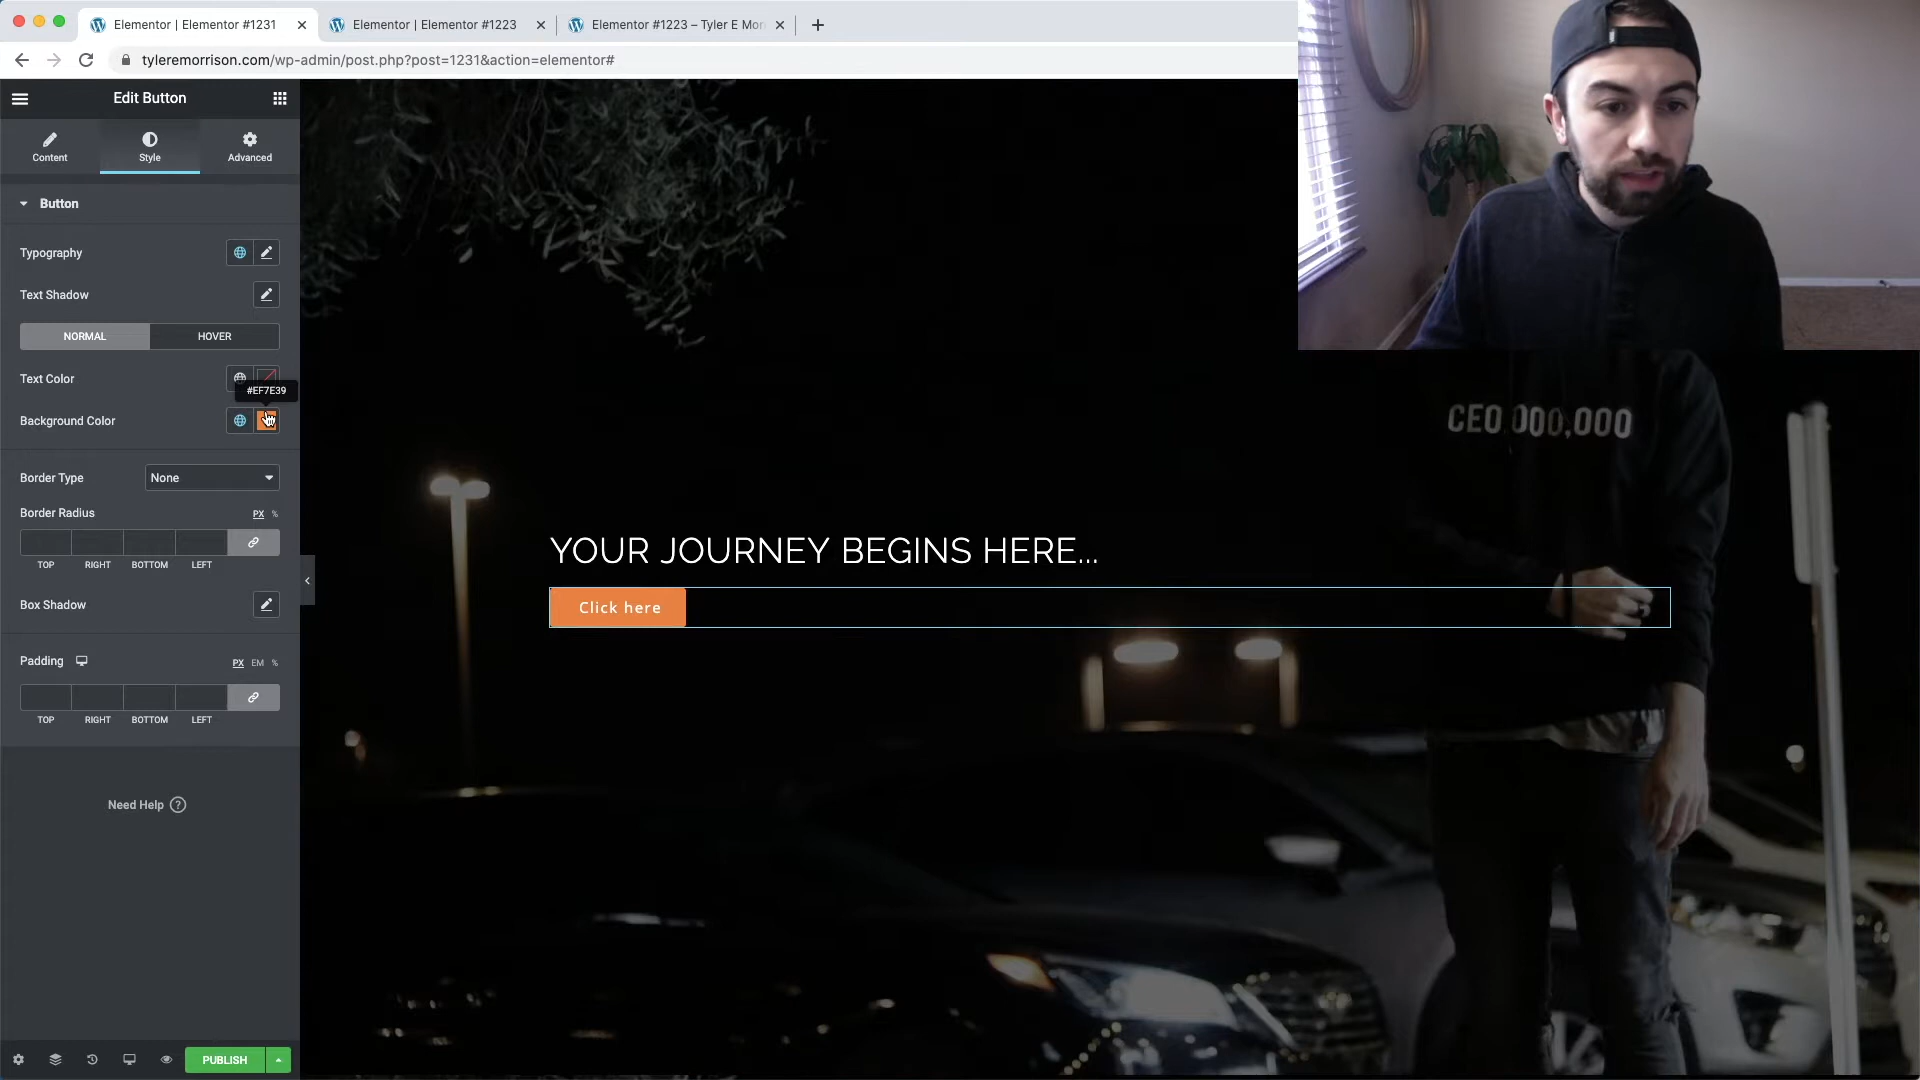 Elementor | Elementor #1231
Elementor | Elementor #1223
Elementor #1223 – Tyler E Mor
tyleremorrison.com/wp-admin/post.php?post=1231&action=elementor#
Edit Button
Content
Style
Advanced
Button
Typography
Text Shadow
NORMAL
HOVER
Text Color
#EF7E39
Background Color
Border Type
None
Border Radius
PX %
TOP RIGHT BOTTOM LEFT
Box Shadow
Padding
PX EM %
TOP RIGHT BOTTOM LEFT
Need Help ?
PUBLISH
CEO,000,000
YOUR JOURNEY BEGINS HERE...
Click here